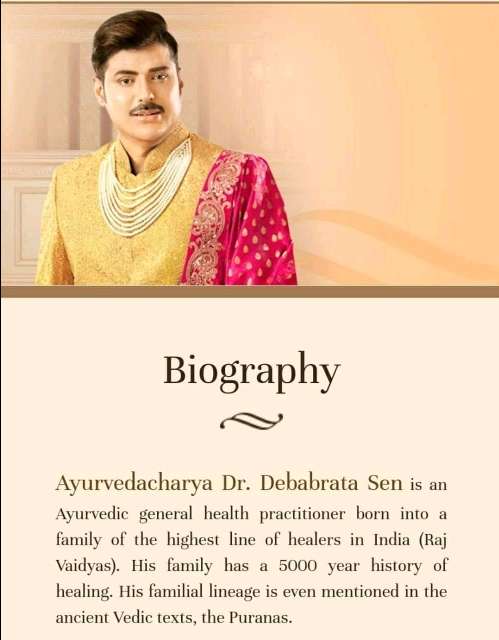 Biography
Ayurvedacharya Dr. Debabrata Sen is an
Ayurvedic general health practitioner born into a
family of the highest line of healers in India (Raj
Vaidyas). His family has a 5000 year history of
healing. His familial lineage is even mentioned in the
ancient Vedic texts, the Puranas.